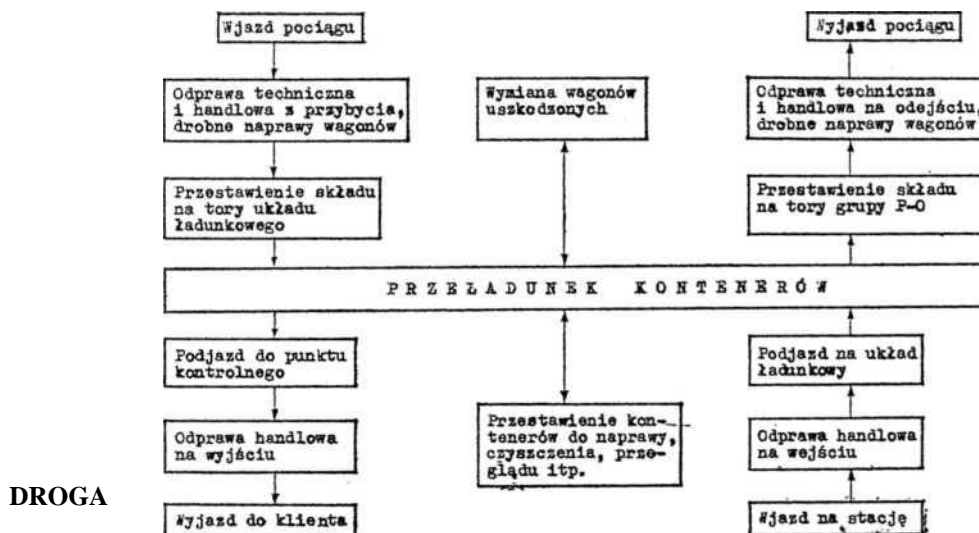 Wjazd pociągu
Odprawa techniczna
i handlowa z przybycia,
drobne naprawy wagonów
Przestawienie składu
na tory układu
ładunkowego
Wymiana wagonów
uszkodzonych
Wyjazd pociągu
Odprawa techniczna
i handlowa na odejściu,
drobne naprawy wagonów
Przestawienie składu
na tory grupy P-O
PRZEŁADUNEK KONTENERÓW
Podjazd do punktu
kontrolnego
Odprawa handlowa
na wyjściu
Wyjazd do klienta
Przestawienie kon-
tenerów do naprawy,
czyszczenia, prze-
glądu itp.
Podjazd na układ
ładunkowy
Odprawa handlowa
na wejściu
Wjazd na stację
DROGA